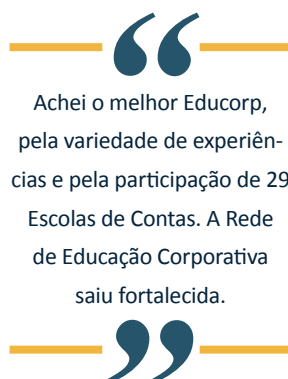 “
Achei o melhor Educorp,
pela variedade de experiên-
cias e pela participação de 29
Escolas de Contas. A Rede
de Educação Corporativa
saiu fortalecida.
”